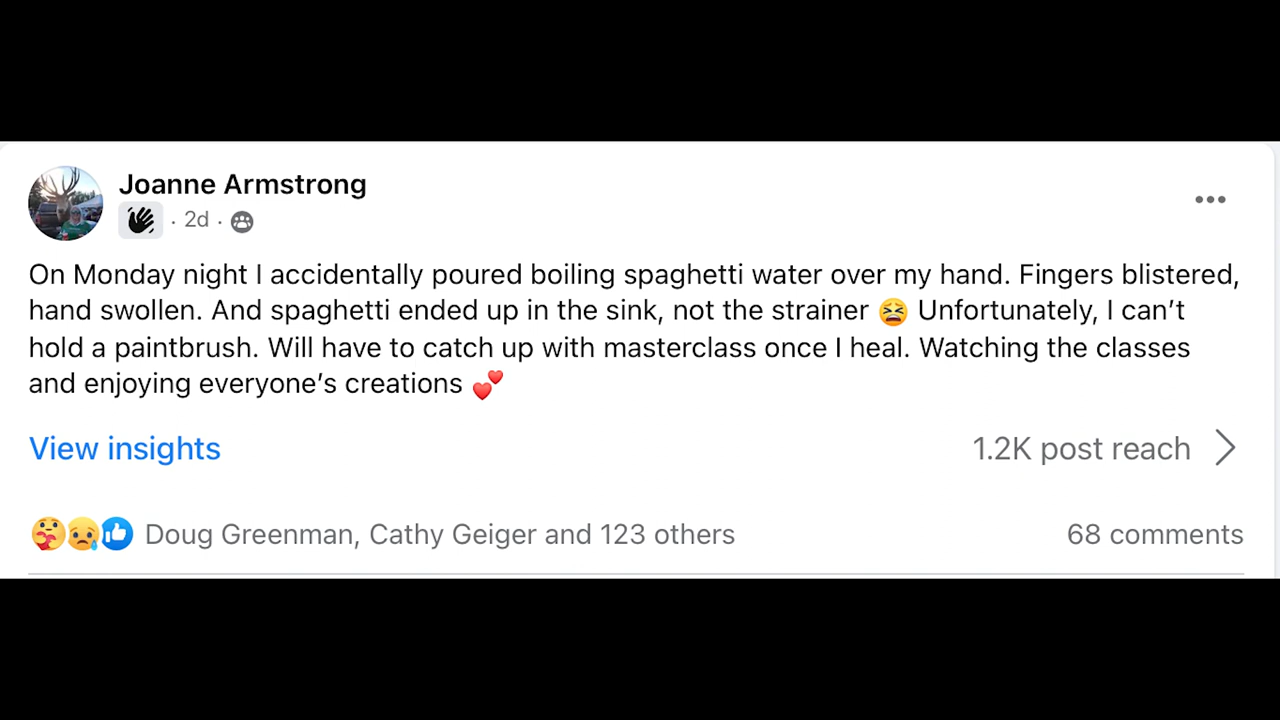 Joanne Armstrong
· 2d ·
On Monday night I accidentally poured boiling spaghetti water over my hand. Fingers blistered,
hand swollen. And spaghetti ended up in the sink, not the strainer 😫 Unfortunately, I can’t
hold a paintbrush. Will have to catch up with masterclass once I heal. Watching the classes
and enjoying everyone’s creations 💕
View insights
1.2K post reach
Doug Greenman, Cathy Geiger and 123 others
68 comments